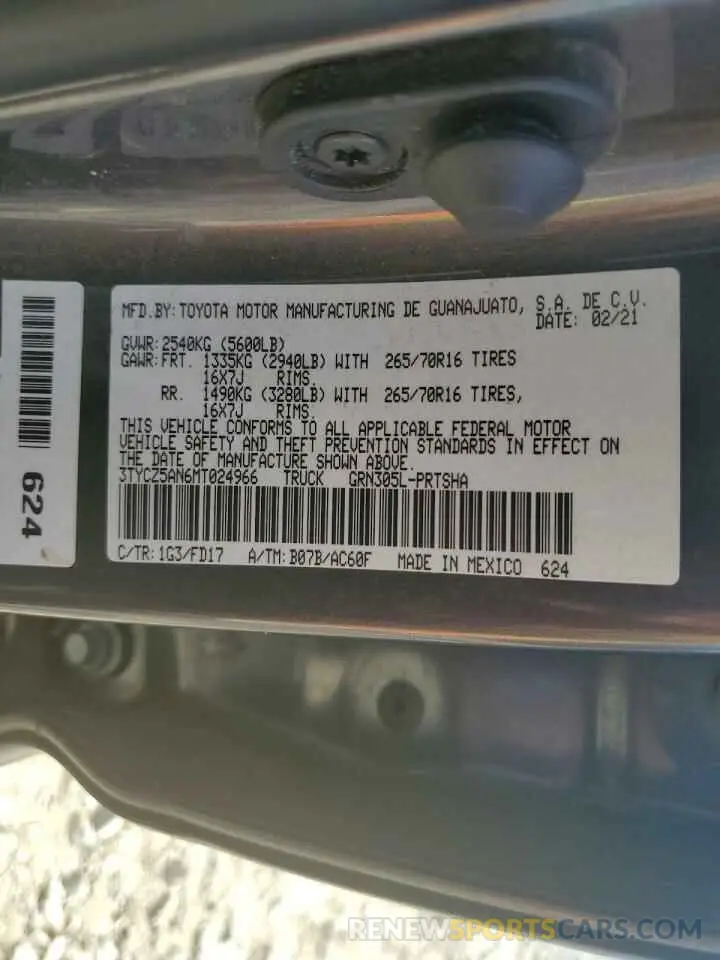 MFD.BY:TOYOTA MOTOR MANUFACTURING DE GUANAJUATO, S.A. DE C.V.
DATE: 02/21
GVWR:2540KG (5600LB)
GAWR:FRT. 1335KG (2940LB) WITH 265/70R16 TIRES
16X7J RIMS.
RR. 1490KG (3280LB) WITH 265/70R16 TIRES,
16X7J RIMS.
THIS VEHICLE CONFORMS TO ALL APPLICABLE FEDERAL MOTOR
VEHICLE SAFETY AND THEFT PREVENTION STANDARDS IN EFFECT ON
THE DATE OF MANUFACTURE SHOWN ABOVE.
3TYCZ5AN6MT024966 TRUCK GRN305L-PRTSHA
C/TR:1G3/FD17 A/TM:B07B/AC60F MADE IN MEXICO 624
624
RENEWSPORTSCARS.COM